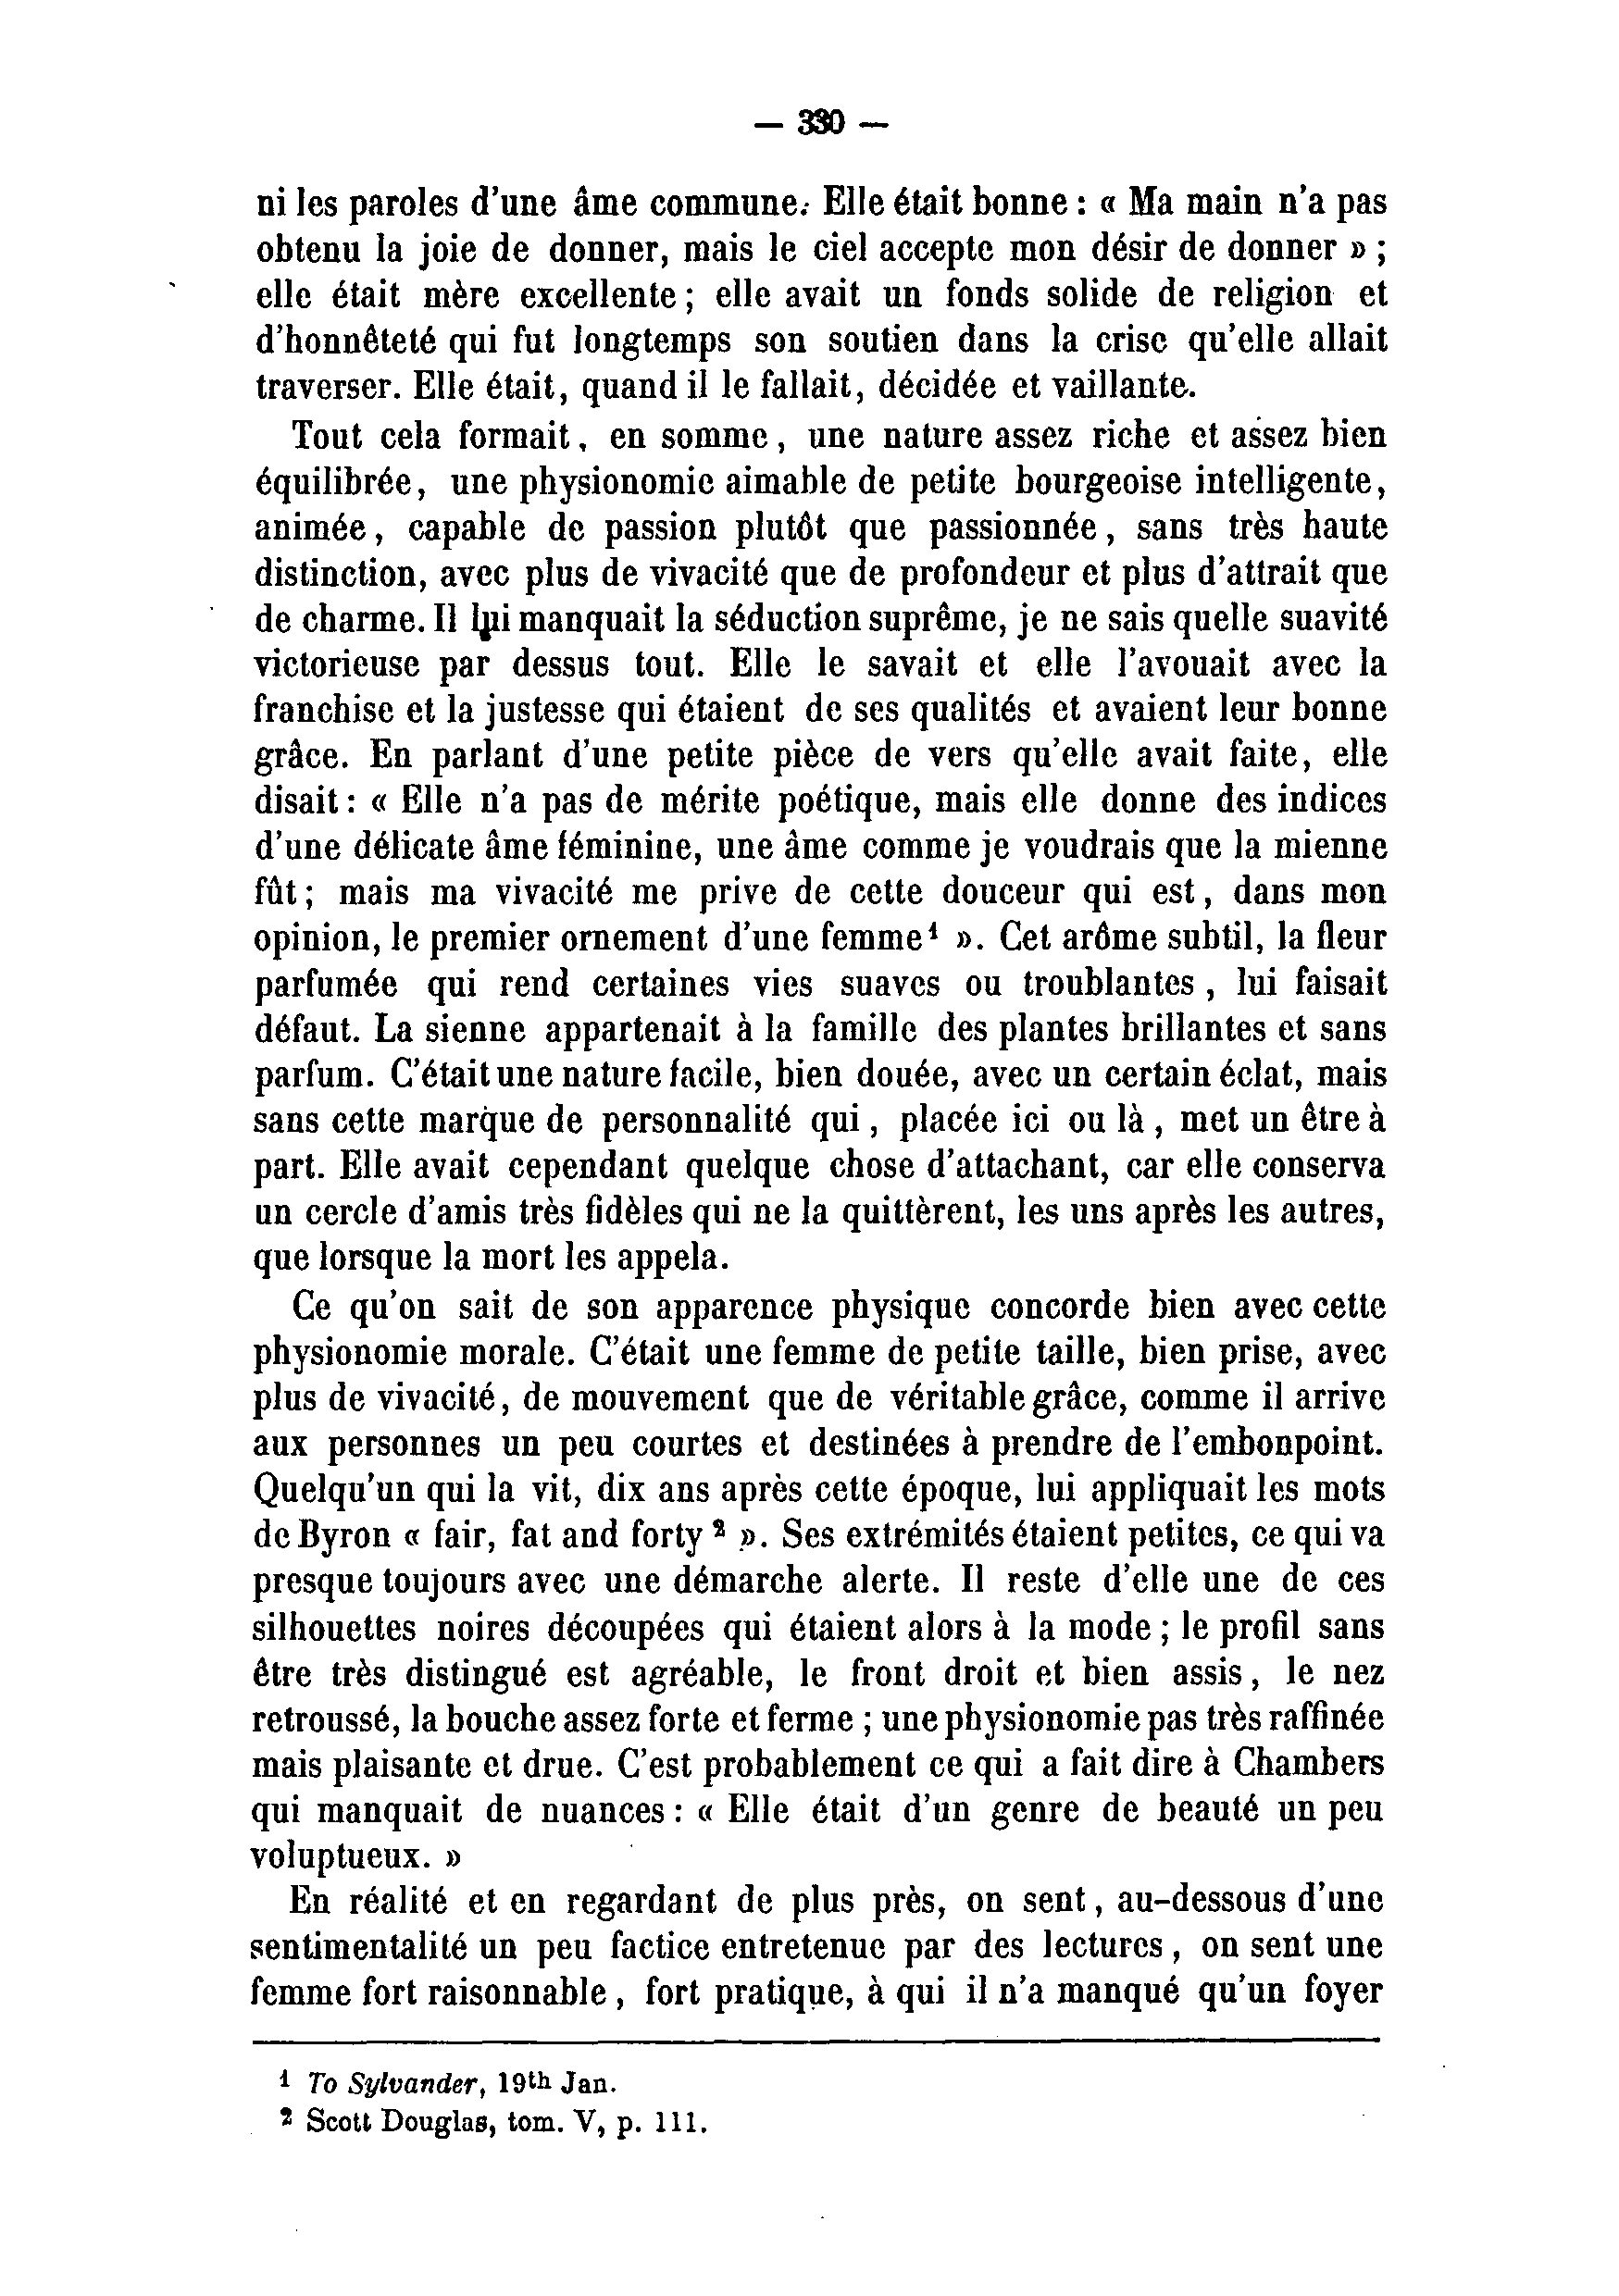 — 330 —
ni les paroles d'une âme commune. Elle était bonne : « Ma main n'a pas
obtenu la joie de donner, mais le ciel accepte mon désir de donner » ;
elle était mère excellente ; elle avait un fonds solide de religion et
d'honnêteté qui fut longtemps son soutien dans la crise qu'elle allait
traverser. Elle était, quand il le fallait, décidée et vaillante.
Tout cela formait, en somme, une nature assez riche et assez bien
équilibrée, une physionomie aimable de petite bourgeoise intelligente,
animée, capable de passion plutôt que passionnée, sans très haute
distinction, avec plus de vivacité que de profondeur et plus d'attrait que
de charme. Il lui manquait la séduction suprême, je ne sais quelle suavité
victorieuse par dessus tout. Elle le savait et elle l'avouait avec la
franchise et la justesse qui étaient de ses qualités et avaient leur bonne
grâce. En parlant d'une petite pièce de vers qu'elle avait faite, elle
disait : « Elle n'a pas de mérite poétique, mais elle donne des indices
d'une délicate âme féminine, une âme comme je voudrais que la mienne
fût ; mais ma vivacité me prive de cette douceur qui est, dans mon
opinion, le premier ornement d'une femme¹ ». Cet arôme subtil, la fleur
parfumée qui rend certaines vies suaves ou troublantes, lui faisait
défaut. La sienne appartenait à la famille des plantes brillantes et sans
parfum. C'était une nature facile, bien douée, avec un certain éclat, mais
sans cette marque de personnalité qui, placée ici ou là, met un être à
part. Elle avait cependant quelque chose d'attachant, car elle conserva
un cercle d'amis très fidèles qui ne la quittèrent, les uns après les autres,
que lorsque la mort les appela.
Ce qu'on sait de son apparence physique concorde bien avec cette
physionomie morale. C'était une femme de petite taille, bien prise, avec
plus de vivacité, de mouvement que de véritable grâce, comme il arrive
aux personnes un peu courtes et destinées à prendre de l'embonpoint.
Quelqu'un qui la vit, dix ans après cette époque, lui appliquait les mots
de Byron « fair, fat and forty ² ». Ses extrémités étaient petites, ce qui va
presque toujours avec une démarche alerte. Il reste d'elle une de ces
silhouettes noires découpées qui étaient alors à la mode ; le profil sans
être très distingué est agréable, le front droit et bien assis, le nez
retroussé, la bouche assez forte et ferme ; une physionomie pas très raffinée
mais plaisante et drue. C'est probablement ce qui a fait dire à Chambers
qui manquait de nuances : « Elle était d'un genre de beauté un peu
voluptueux. »
En réalité et en regardant de plus près, on sent, au-dessous d'une
sentimentalité un peu factice entretenue par des lectures, on sent une
femme fort raisonnable, fort pratique, à qui il n'a manqué qu'un foyer
¹ To Sylvander, 19th Jan.
² Scott Douglas, tom. V, p. 111.